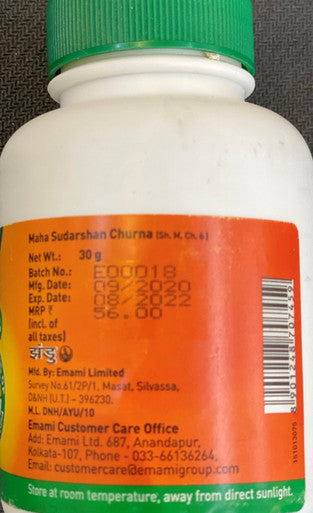 Maha Sudarshan Churna (Sh. M. Ch. 6)
Net Wt.: 30 g
Batch No.: E00018
Mfg. Date: 09/2020
Exp. Date: 08/2022
MRP ₹ 56.00
(incl. of
all taxes)
झंडु
Mfd. By: Emami Limited
Survey No.61/2P/1, Masat, Silvassa,
D&NH (U.T.) – 396230.
M.L. DNH/AYU/10
Emami Customer Care Office
Add: Emami Ltd. 687, Anandapur,
Kolkata-107, Phone - 033-66136264,
Email: customercare@emamigroup.com
Store at room temperature, away from direct sunlight.
8 901248 707459